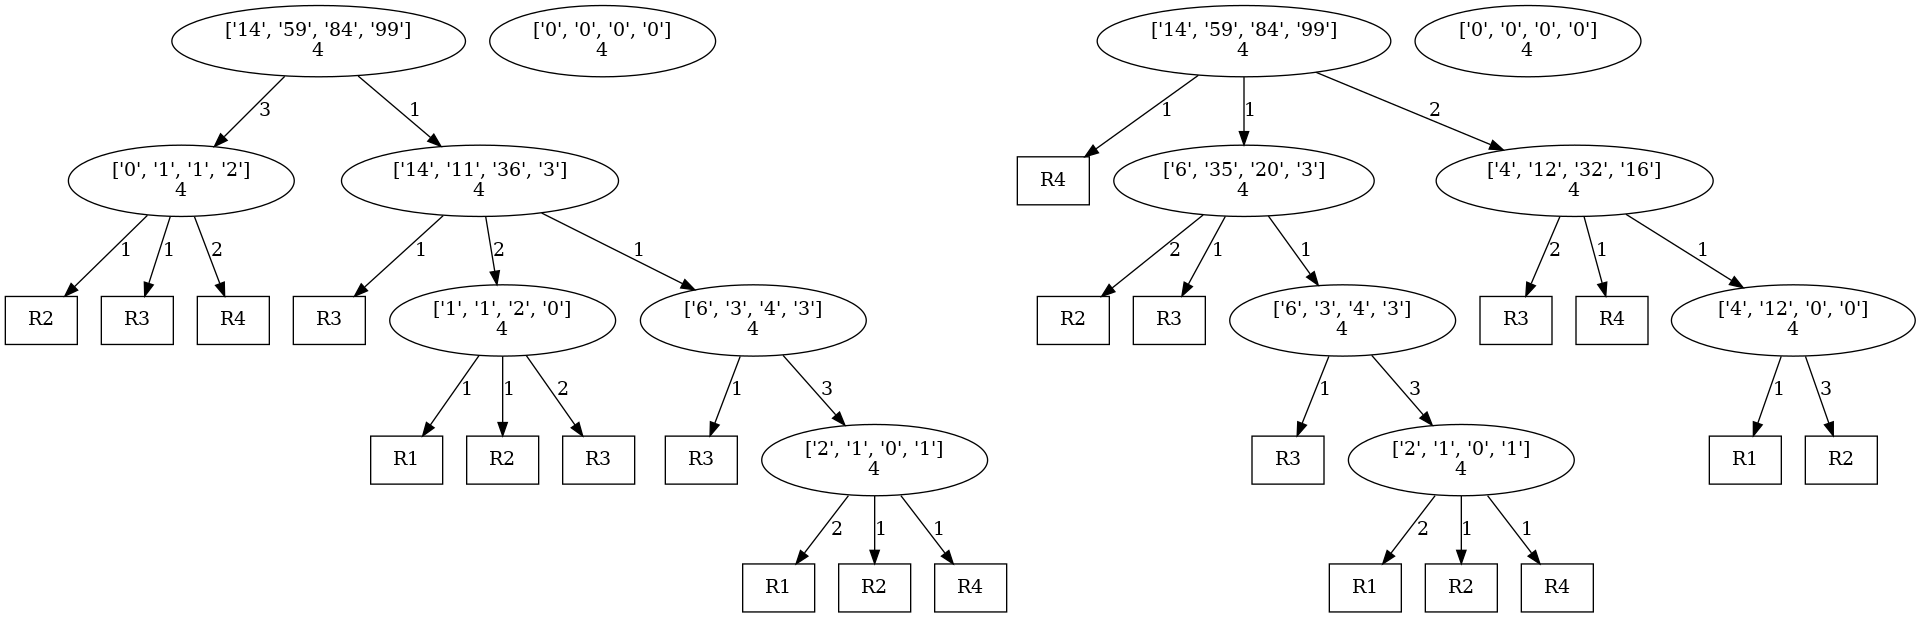 ['14', '59', '84', '99']
4
['0', '0', '0', '0']
4
['14', '59', '84', '99']
4
['0', '0', '0', '0']
4
3
1
1
1
2
['0', '1', '1', '2']
4
['14', '11', '36', '3']
4
R4
['6', '35', '20', '3']
4
['4', '12', '32', '16']
4
1
1
2
1
2
1
2
1
1
2
1
1
R2
R3
R4
R3
['1', '1', '2', '0']
4
['6', '3', '4', '3']
4
R2
R3
['6', '3', '4', '3']
4
R3
R4
['4', '12', '0', '0']
4
1
1
2
1
3
1
3
1
3
R1
R2
R3
R3
['2', '1', '0', '1']
4
R3
['2', '1', '0', '1']
4
R1
R2
2
1
1
2
1
1
R1
R2
R4
R1
R2
R4